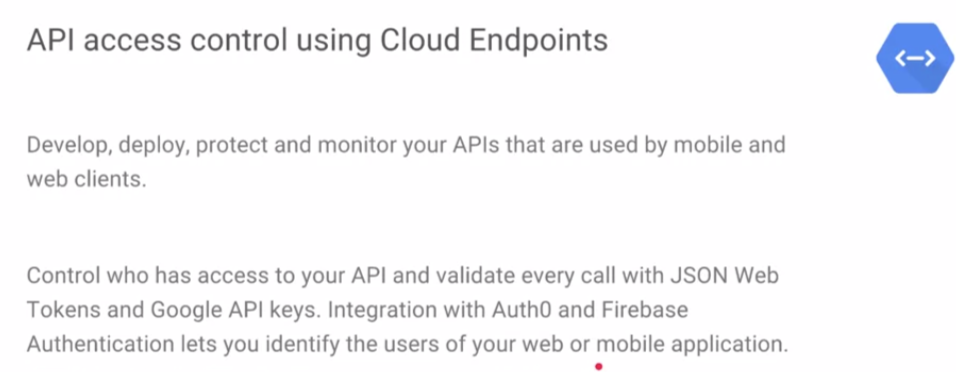 API access control using Cloud Endpoints
Develop, deploy, protect and monitor your APIs that are used by mobile and
web clients.
Control who has access to your API and validate every call with JSON Web
Tokens and Google API keys. Integration with Auth0 and Firebase
Authentication lets you identify the users of your web or mobile application.